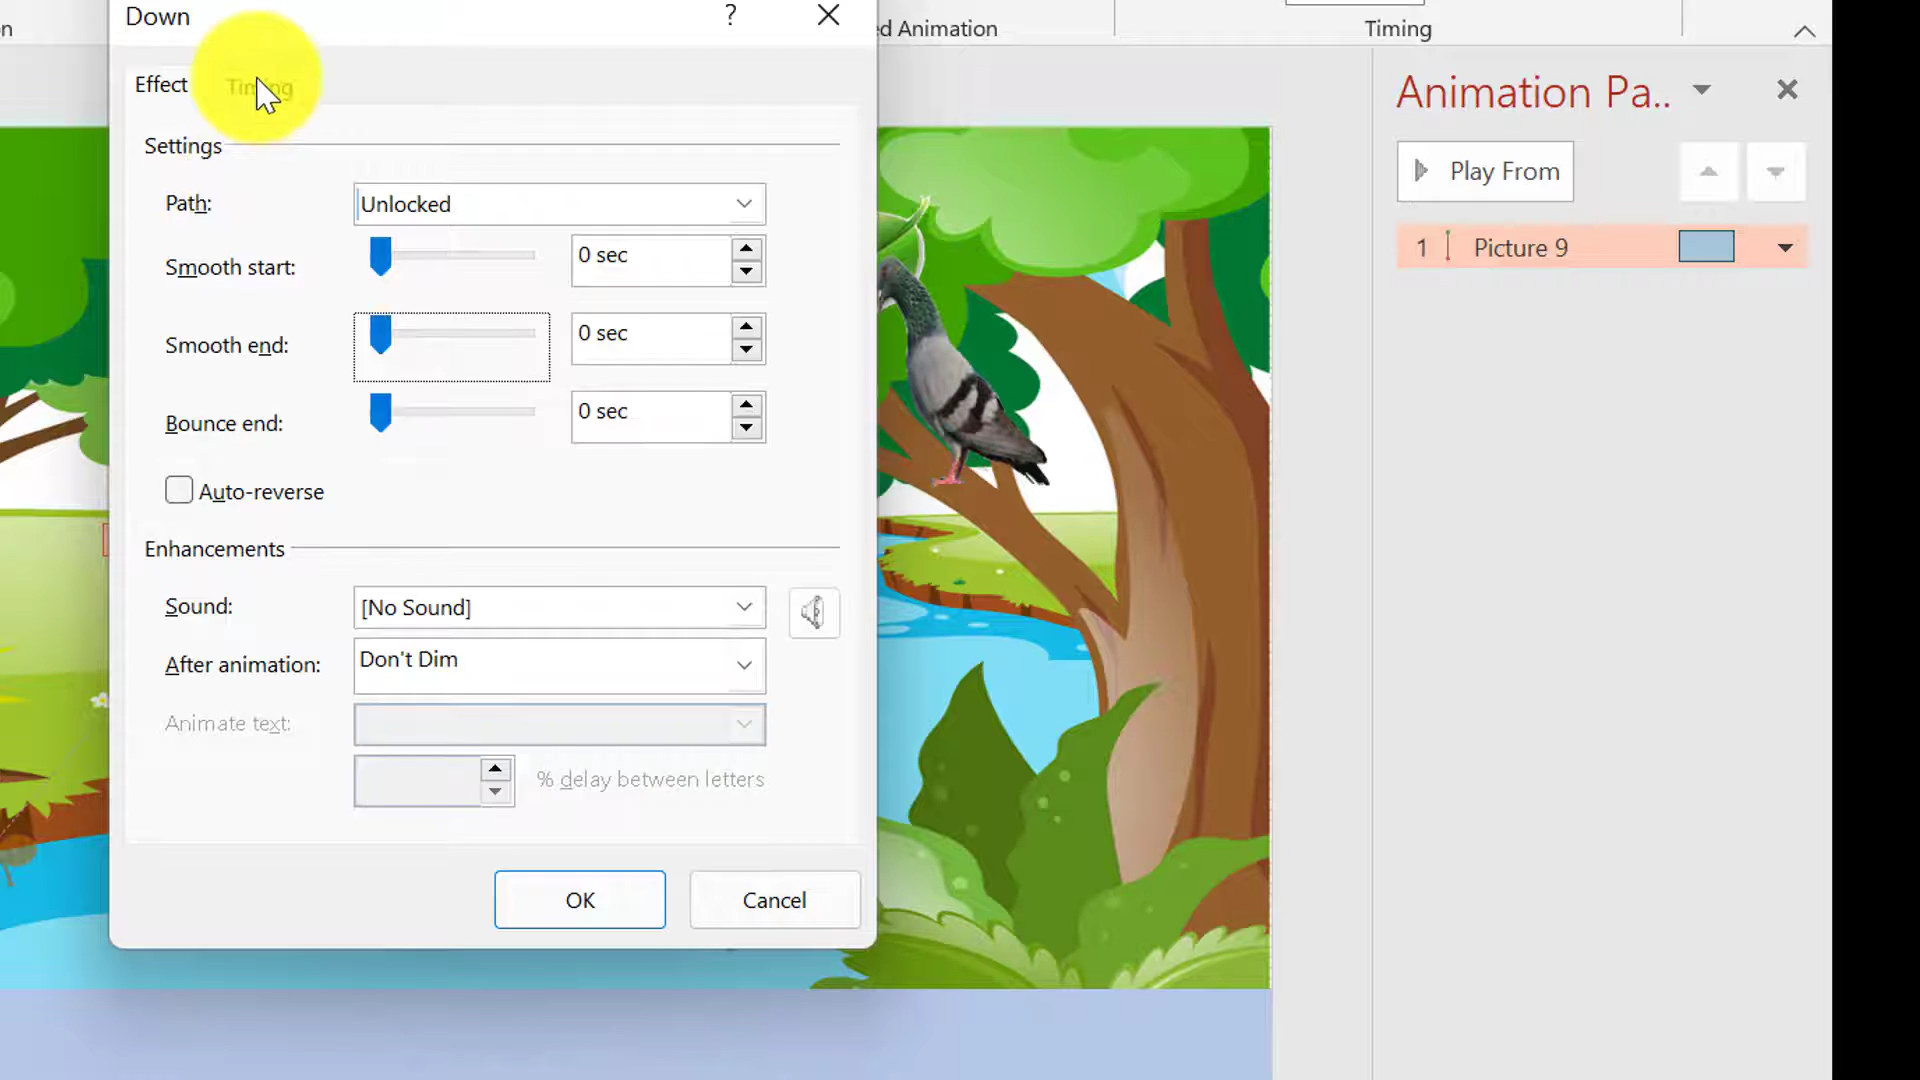 Down
?
n
ed Animation
Timing
Effect
Timing
Animation Pa..
Settings
Play From
Path:
Unlocked
1
Picture 9
Smooth start:
0 sec
Smooth end:
0 sec
Bounce end:
0 sec
Auto-reverse
Enhancements
Sound:
[No Sound]
After animation:
Don't Dim
Animate text:
% delay between letters
OK
Cancel